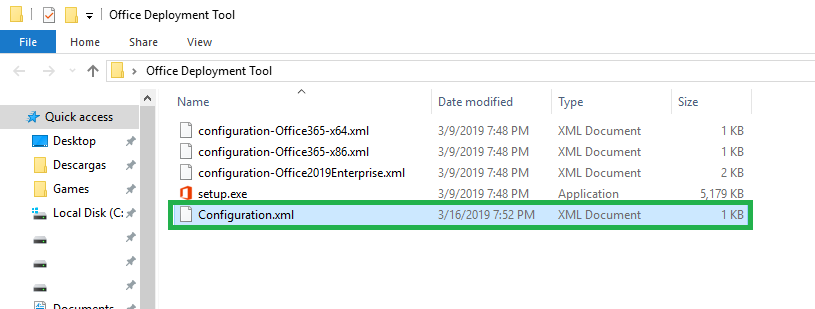 Office Deployment Tool
File Home Share View
Office Deployment Tool
Name Date modified Type Size
Quick access
Desktop
Descargas
Games
Local Disk (C:
Documents
configuration-Office365-x64.xml 3/9/2019 7:48 PM XML Document 1 KB
configuration-Office365-x86.xml 3/9/2019 7:48 PM XML Document 1 KB
configuration-Office2019Enterprise.xml 3/9/2019 7:48 PM XML Document 2 KB
setup.exe 3/9/2019 7:48 PM Application 5,179 KB
Configuration.xml 3/16/2019 7:52 PM XML Document 1 KB